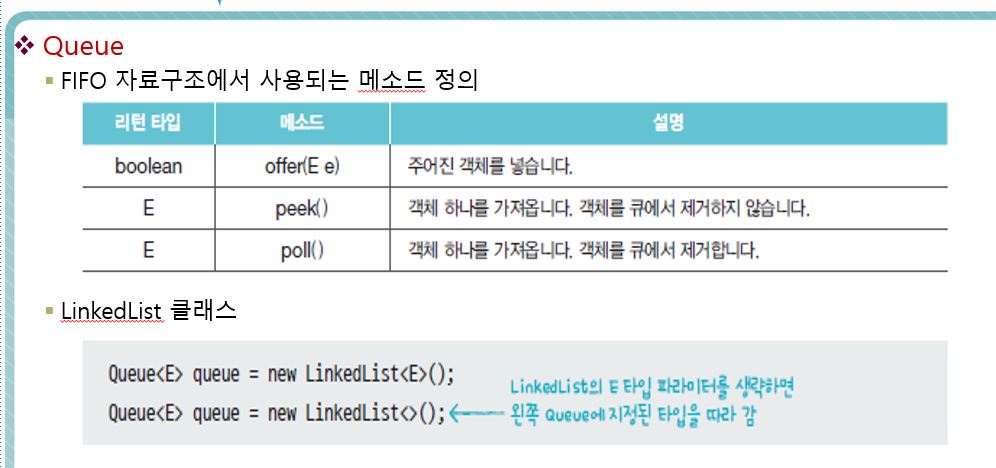 ❖ Queue
▪ FIFO 자료구조에서 사용되는 메소드 정의
리턴 타입 메소드 설명
boolean offer(E e) 주어진 객체를 넣습니다.
E peek() 객체 하나를 가져옵니다. 객체를 큐에서 제거하지 않습니다.
E poll() 객체 하나를 가져옵니다. 객체를 큐에서 제거합니다.
▪ LinkedList 클래스
Queue<E> queue = new LinkedList<E>();
Queue<E> queue = new LinkedList<>();
LinkedList의 E 타입 파라미터를 생략하면
왼쪽 Queue에 지정된 타입을 따라 감